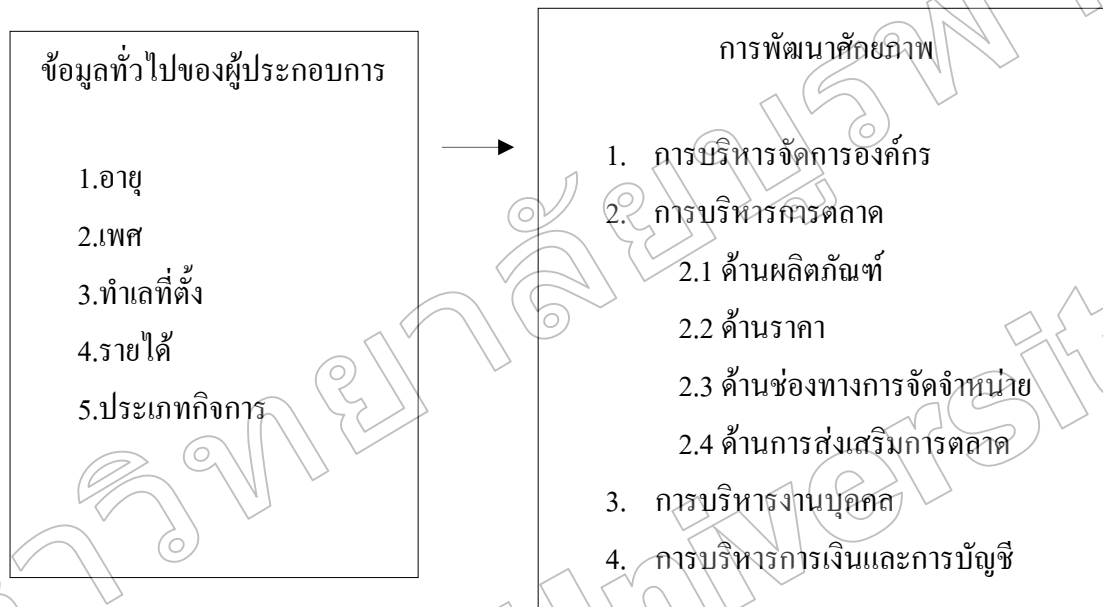 ข้อมูลทั่วไปของผู้ประกอบการ
1.อายุ
2.เพศ
3.ทำเลที่ตั้ง
4.รายได้
5.ประเภทกิจการ
การพัฒนาศักยภาพ
1. การบริหารจัดการองค์กร
2. การบริหารการตลาด
2.1 ด้านผลิตภัณฑ์
2.2 ด้านราคา
2.3 ด้านช่องทางการจัดจำหน่าย
2.4 ด้านการส่งเสริมการตลาด
3. การบริหารงานบุคคล
4. การบริหารการเงินและการบัญชี